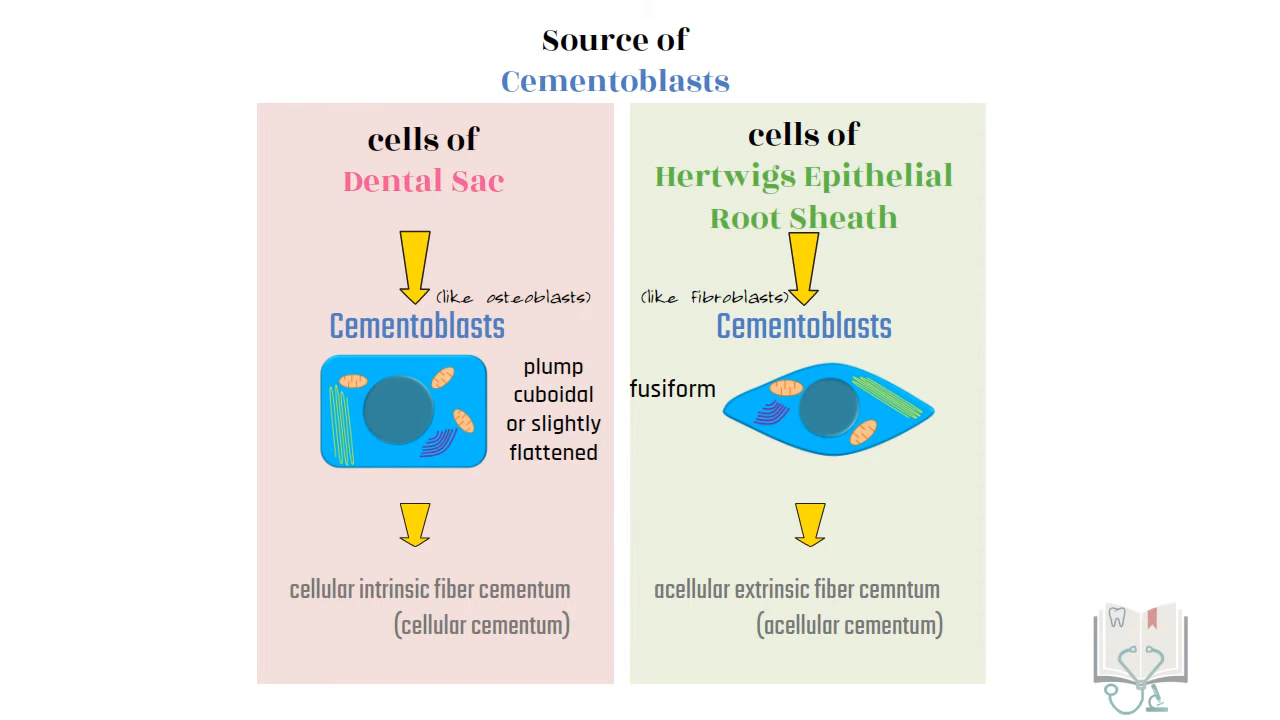 Source of
Cementoblasts
cells of
Dental Sac
(like osteoblasts)
Cementoblasts
plump
cuboidal
or slightly
flattened
cellular intrinsic fiber cementum
(cellular cementum)
cells of
Hertwigs Epithelial
Root Sheath
(like fibroblasts)
Cementoblasts
fusiform
acellular extrinsic fiber cemntum
(acellular cementum)